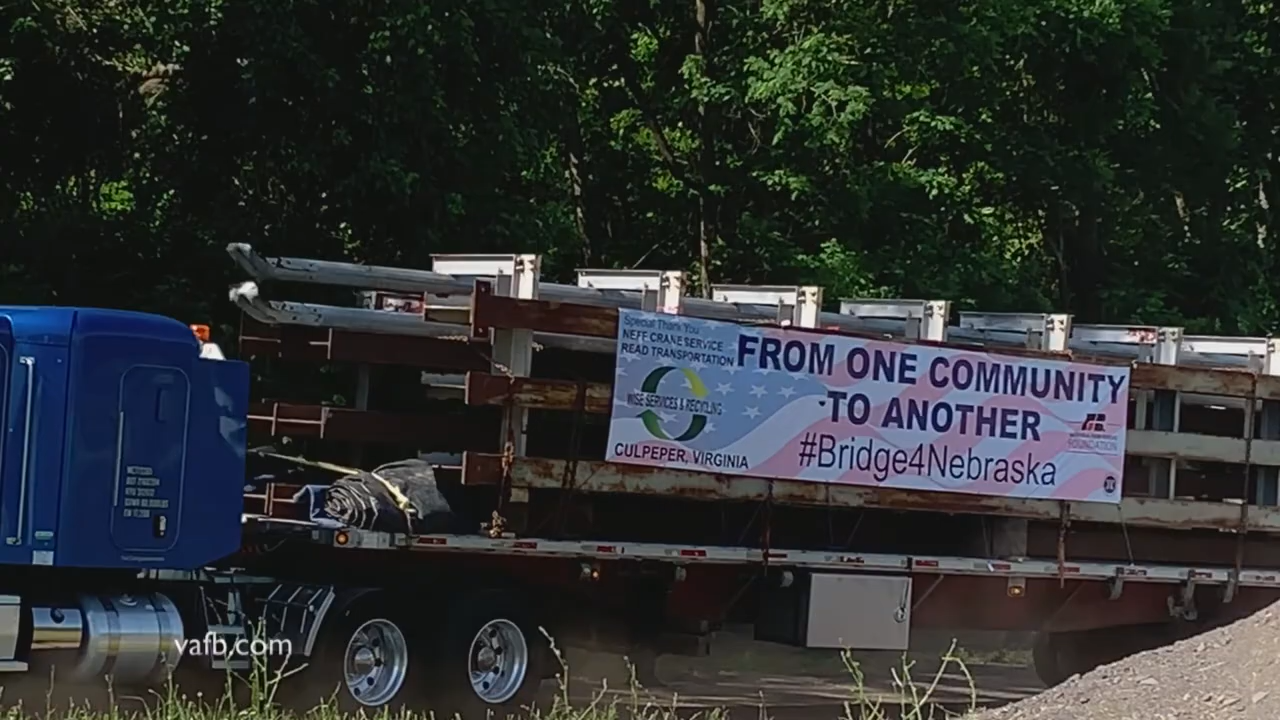 Special Thank You
NEFF CRANE SERVICE
READ TRANSPORTATION
WISE SERVICES & RECYCLING
CULPEPER, VIRGINIA
FROM ONE COMMUNITY
TO ANOTHER
#Bridge4Nebraska
FOUNDATION
vafb.com